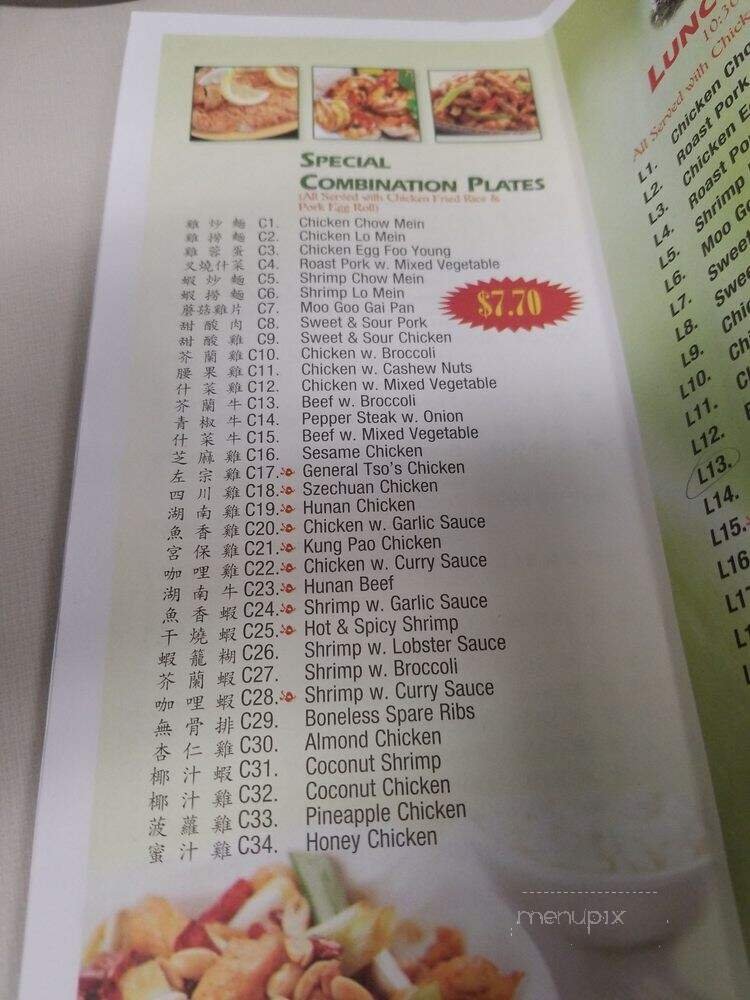 SPECIAL
COMBINATION PLATES
(All Served with Chicken Fried Rice &
Pork Egg Roll)
$7.70
雞炒麵 C1. Chicken Chow Mein
雞撈麵 C2. Chicken Lo Mein
雞蓉蛋 C3. Chicken Egg Foo Young
叉燒什菜 C4. Roast Pork w. Mixed Vegetable
蝦炒麵 C5. Shrimp Chow Mein
蝦撈麵 C6. Shrimp Lo Mein
蘑菇雞片 C7. Moo Goo Gai Pan
甜酸肉 C8. Sweet & Sour Pork
甜酸雞 C9. Sweet & Sour Chicken
芥蘭雞 C10. Chicken w. Broccoli
腰果雞 C11. Chicken w. Cashew Nuts
什菜雞 C12. Chicken w. Mixed Vegetable
芥蘭牛 C13. Beef w. Broccoli
青椒牛 C14. Pepper Steak w. Onion
什菜牛 C15. Beef w. Mixed Vegetable
芝麻雞 C16. Sesame Chicken
左宗雞 C17. General Tso's Chicken
四川雞 C18. Szechuan Chicken
湖南雞 C19. Hunan Chicken
魚香雞 C20. Chicken w. Garlic Sauce
宮保雞 C21. Kung Pao Chicken
咖哩雞 C22. Chicken w. Curry Sauce
湖南牛 C23. Hunan Beef
魚香蝦 C24. Shrimp w. Garlic Sauce
干燒蝦 C25. Hot & Spicy Shrimp
蝦龍糊 C26. Shrimp w. Lobster Sauce
芥蘭蝦 C27. Shrimp w. Broccoli
咖哩蝦 C28. Shrimp w. Curry Sauce
無骨排 C29. Boneless Spare Ribs
杏仁雞 C30. Almond Chicken
椰汁蝦 C31. Coconut Shrimp
椰汁雞 C32. Coconut Chicken
菠蘿雞 C33. Pineapple Chicken
蜜汁雞 C34. Honey Chicken
LUNC
10:30
All Served with Chicke
L1. Chicken Cho
L2. Roast Pork
L3. Chicken E
L4. Roast Po
L5. Shrimp
L6. Moo Go
L7. Sweet
L8. Swee
L9. Chic
L10. Chi
L11. Ch
L12.
L13.
L14.
L15.
L16
L17
menupix